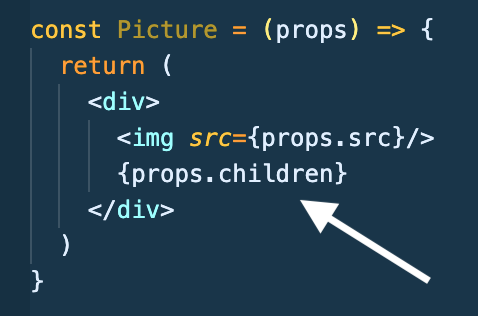 const Picture = (props) => {
return (
<div>
<img src={props.src}/>
{props.children}
</div>
)
}